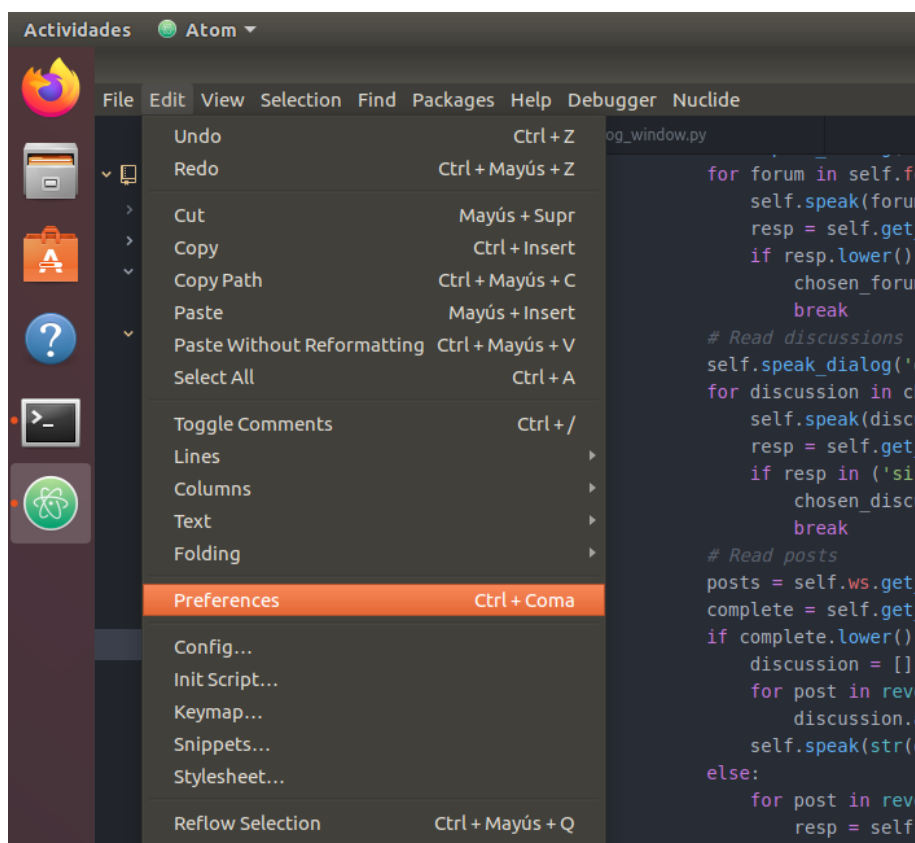 Actividades Atom
File Edit View Selection Find Packages Help Debugger Nuclide
og_window.py
Undo Ctrl + Z
Redo Ctrl + Mayús + Z
Cut Mayús + Supr
Copy Ctrl + Insert
Copy Path Ctrl + Mayús + C
Paste Mayús + Insert
Paste Without Reformatting Ctrl + Mayús + V
Select All Ctrl + A
Toggle Comments Ctrl + /
Lines
Columns
Text
Folding
Preferences Ctrl + Coma
Config...
Init Script...
Keymap...
Snippets...
Stylesheet...
Reflow Selection Ctrl + Mayús + Q
for forum in self.f
self.speak(foru
resp = self.get
if resp.lower()
chosen_foru
break
# Read discussions
self.speak_dialog('
for discussion in c
self.speak(disc
resp = self.get
if resp in ('si
chosen_disc
break
# Read posts
posts = self.ws.get
complete = self.get
if complete.lower()
discussion = []
for post in rev
discussion.
self.speak(str(
else:
for post in rev
resp = self